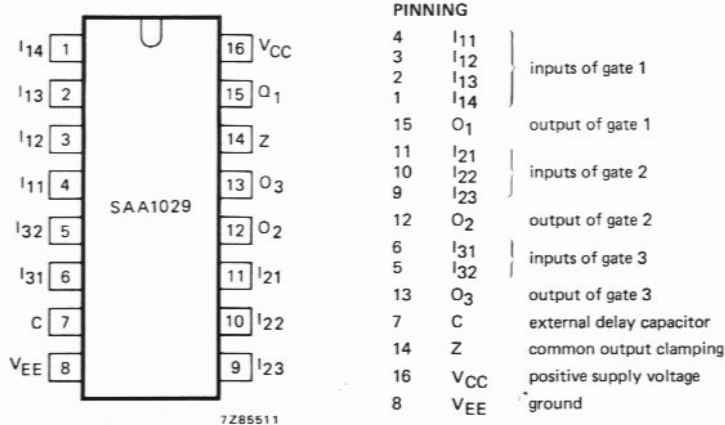 I14 1 16 VCC
I13 2 15 Q1
I12 3 14 Z
I11 4 13 O3
I32 5 12 O2
SAA1029
I31 6 11 I21
C 7 10 I22
VEE 8 9 I23
7Z85511
PINNING
4 I11
3 I12
2 I13
1 I14
inputs of gate 1
15 O1 output of gate 1
11 I21
10 I22
9 I23
inputs of gate 2
12 O2 output of gate 2
6 I31
5 I32
inputs of gate 3
13 O3 output of gate 3
7 C external delay capacitor
14 Z common output clamping
16 VCC positive supply voltage
8 VEE ground